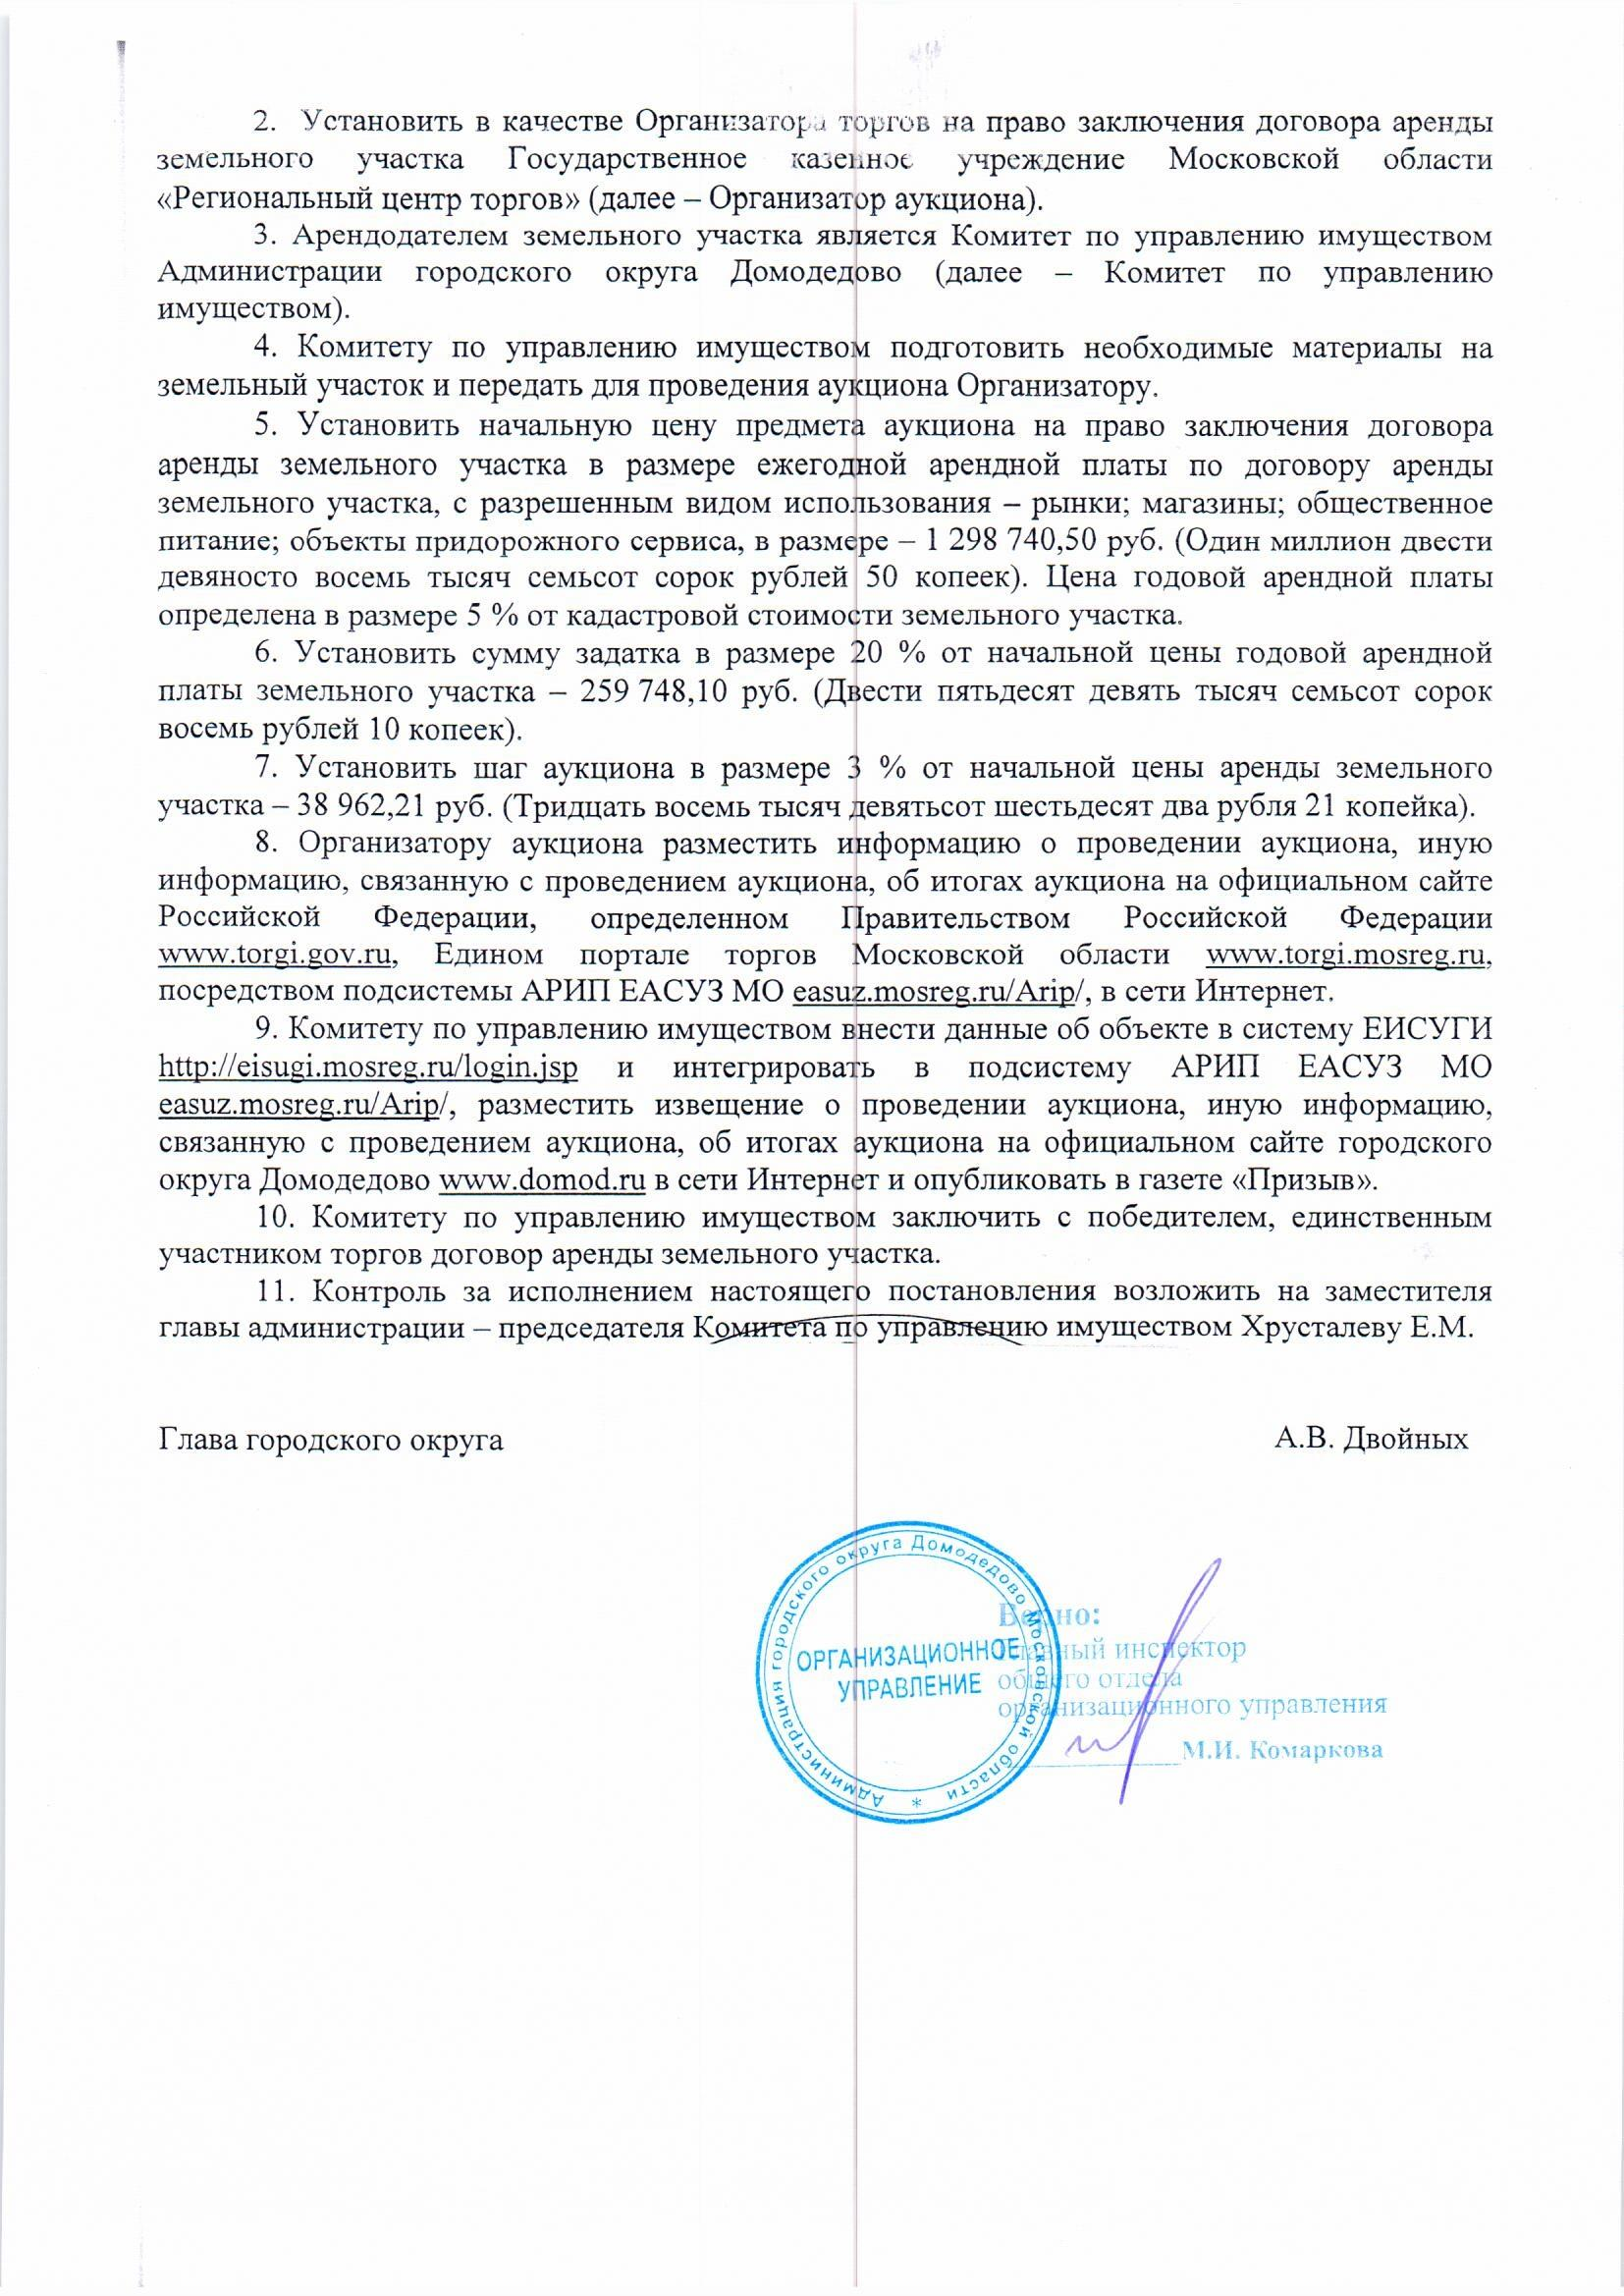 2. Установить в качестве Организатора торгов на право заключения договора аренды
земельного участка Государственное казенное учреждение Московской области
«Региональный центр торгов» (далее – Организатор аукциона).
3. Арендодателем земельного участка является Комитет по управлению имуществом
Администрации городского округа Домодедово (далее – Комитет по управлению
имуществом).
4. Комитету по управлению имуществом подготовить необходимые материалы на
земельный участок и передать для проведения аукциона Организатору.
5. Установить начальную цену предмета аукциона на право заключения договора
аренды земельного участка в размере ежегодной арендной платы по договору аренды
земельного участка, с разрешенным видом использования – рынки; магазины; общественное
питание; объекты придорожного сервиса, в размере – 1 298 740,50 руб. (Один миллион двести
девяносто восемь тысяч семьсот сорок рублей 50 копеек). Цена годовой арендной платы
определена в размере 5 % от кадастровой стоимости земельного участка.
6. Установить сумму задатка в размере 20 % от начальной цены годовой арендной
платы земельного участка – 259 748,10 руб. (Двести пятьдесят девять тысяч семьсот сорок
восемь рублей 10 копеек).
7. Установить шаг аукциона в размере 3 % от начальной цены аренды земельного
участка – 38 962,21 руб. (Тридцать восемь тысяч девятьсот шестьдесят два рубля 21 копейка).
8. Организатору аукциона разместить информацию о проведении аукциона, иную
информацию, связанную с проведением аукциона, об итогах аукциона на официальном сайте
Российской Федерации, определенном Правительством Российской Федерации
www.torgi.gov.ru, Едином портале торгов Московской области www.torgi.mosreg.ru,
посредством подсистемы АРИП ЕАСУЗ МО easuz.mosreg.ru/Arip/, в сети Интернет.
9. Комитету по управлению имуществом внести данные об объекте в систему ЕИСУГИ
http://eisugi.mosreg.ru/login.jsp и интегрировать в подсистему АРИП ЕАСУЗ МО
easuz.mosreg.ru/Arip/, разместить извещение о проведении аукциона, иную информацию,
связанную с проведением аукциона, об итогах аукциона на официальном сайте городского
округа Домодедово www.domod.ru в сети Интернет и опубликовать в газете «Призыв».
10. Комитету по управлению имуществом заключить с победителем, единственным
участником торгов договор аренды земельного участка.
11. Контроль за исполнением настоящего постановления возложить на заместителя
главы администрации – председателя Комитета по управлению имуществом Хрусталеву Е.М.
Глава городского округа А.В. Двойных
Администрация городского округа Домодедово Московской области *
ОРГАНИЗАЦИОННОЕ
УПРАВЛЕНИЕ
Верно:
Главный инспектор
общего отдела
организационного управления
М.И. Комаркова